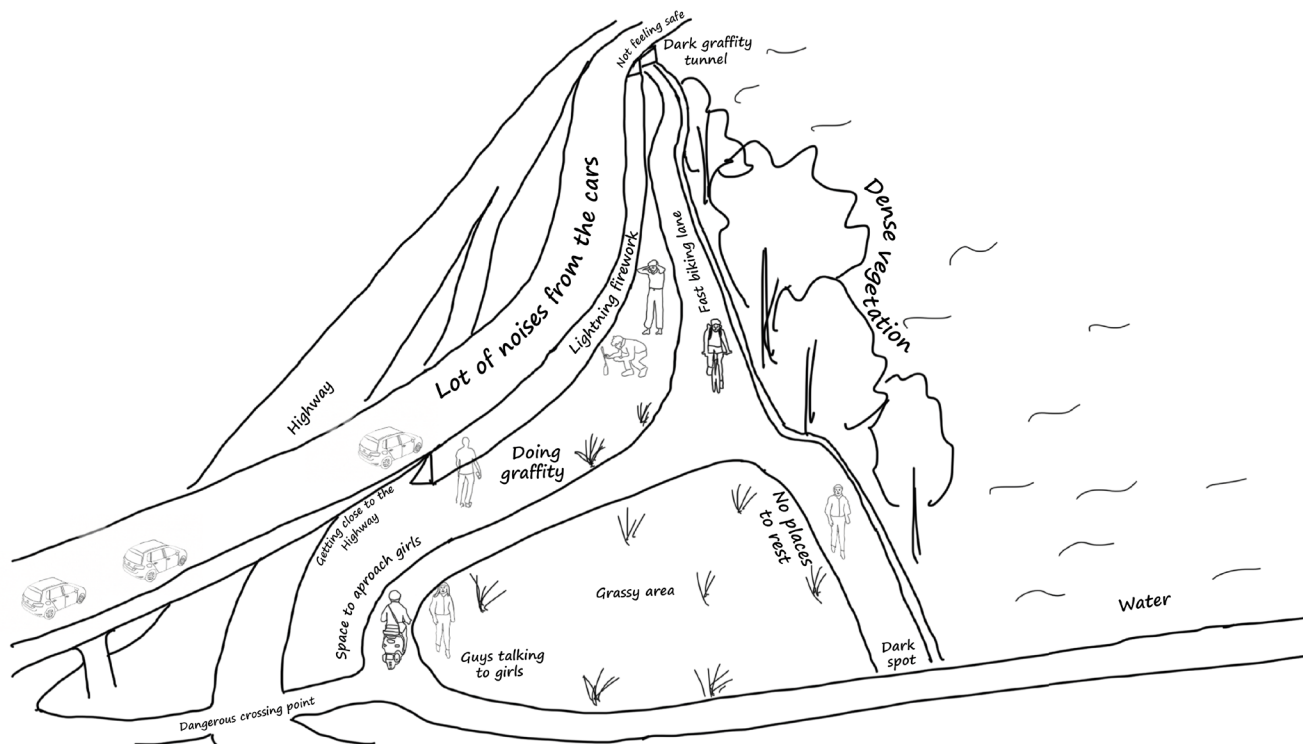 Not feeling safe
Dark graffity
tunnel
Lot of noises from the cars
Dense vegetation
Fast biking lane
Lightning firework
Highway
Doing
graffity
Getting close to the
Highway
No places
to rest
Space to aproach girls
Grassy area
Water
Guys talking
to girls
Dark
spot
Dangerous crossing point